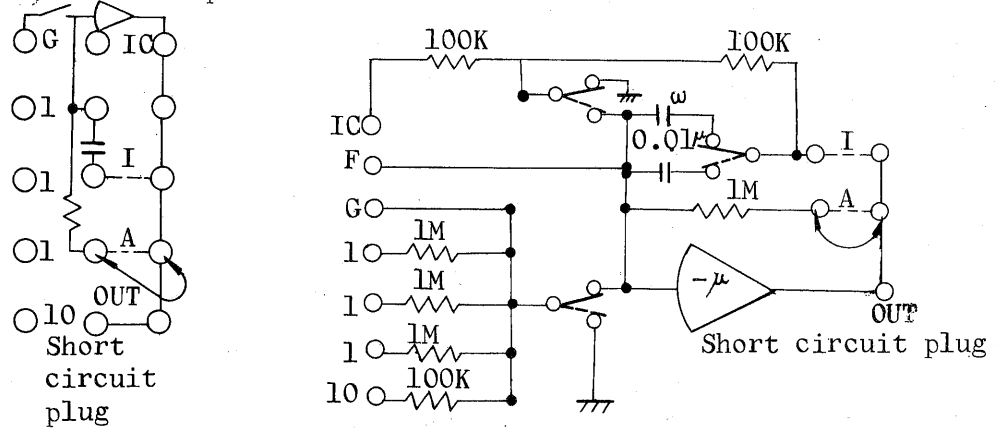 G IC
1
1 I
1 A
OUT
10
Short
circuit
plug
100K 100K
ω
IC 0.01μ I
F
1M A
G
1M
1
1M -μ
1
OUT
1M Short circuit plug
1
100K
10